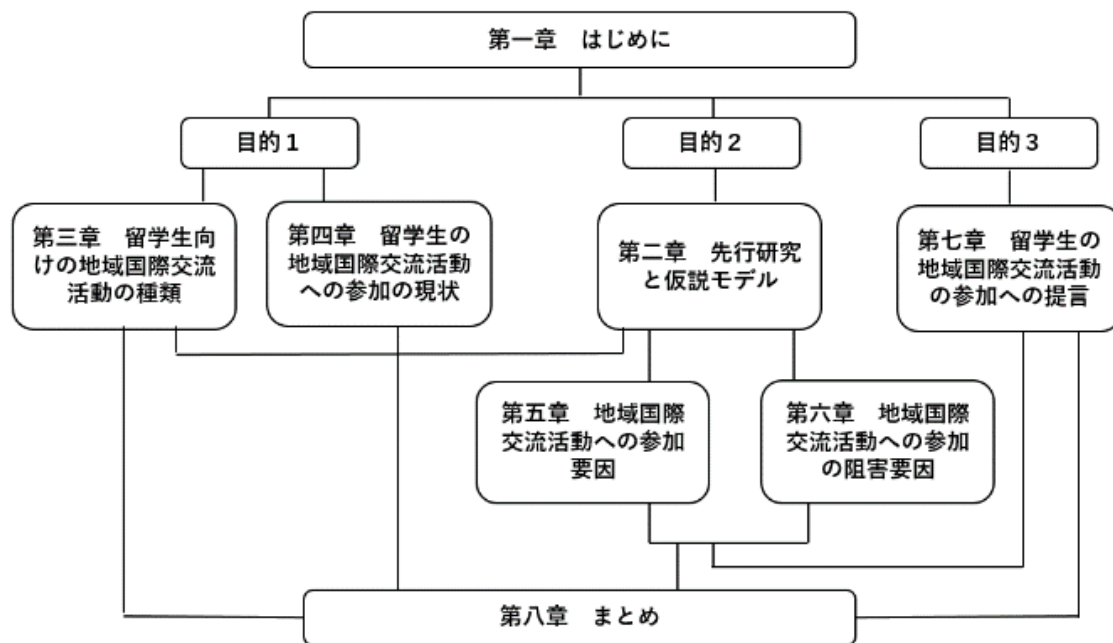 第一章　はじめに
目的１
目的２
目的３
第三章　留学生向
けの地域国際交流
活動の種類
第四章　留学生の
地域国際交流活動
への参加の現状
第二章　先行研究
と仮説モデル
第七章　留学生の
地域国際交流活動
の参加への提言
第五章　地域国際
交流活動への参加
要因
第六章　地域国際
交流活動への参加
の阻害要因
第八章　まとめ